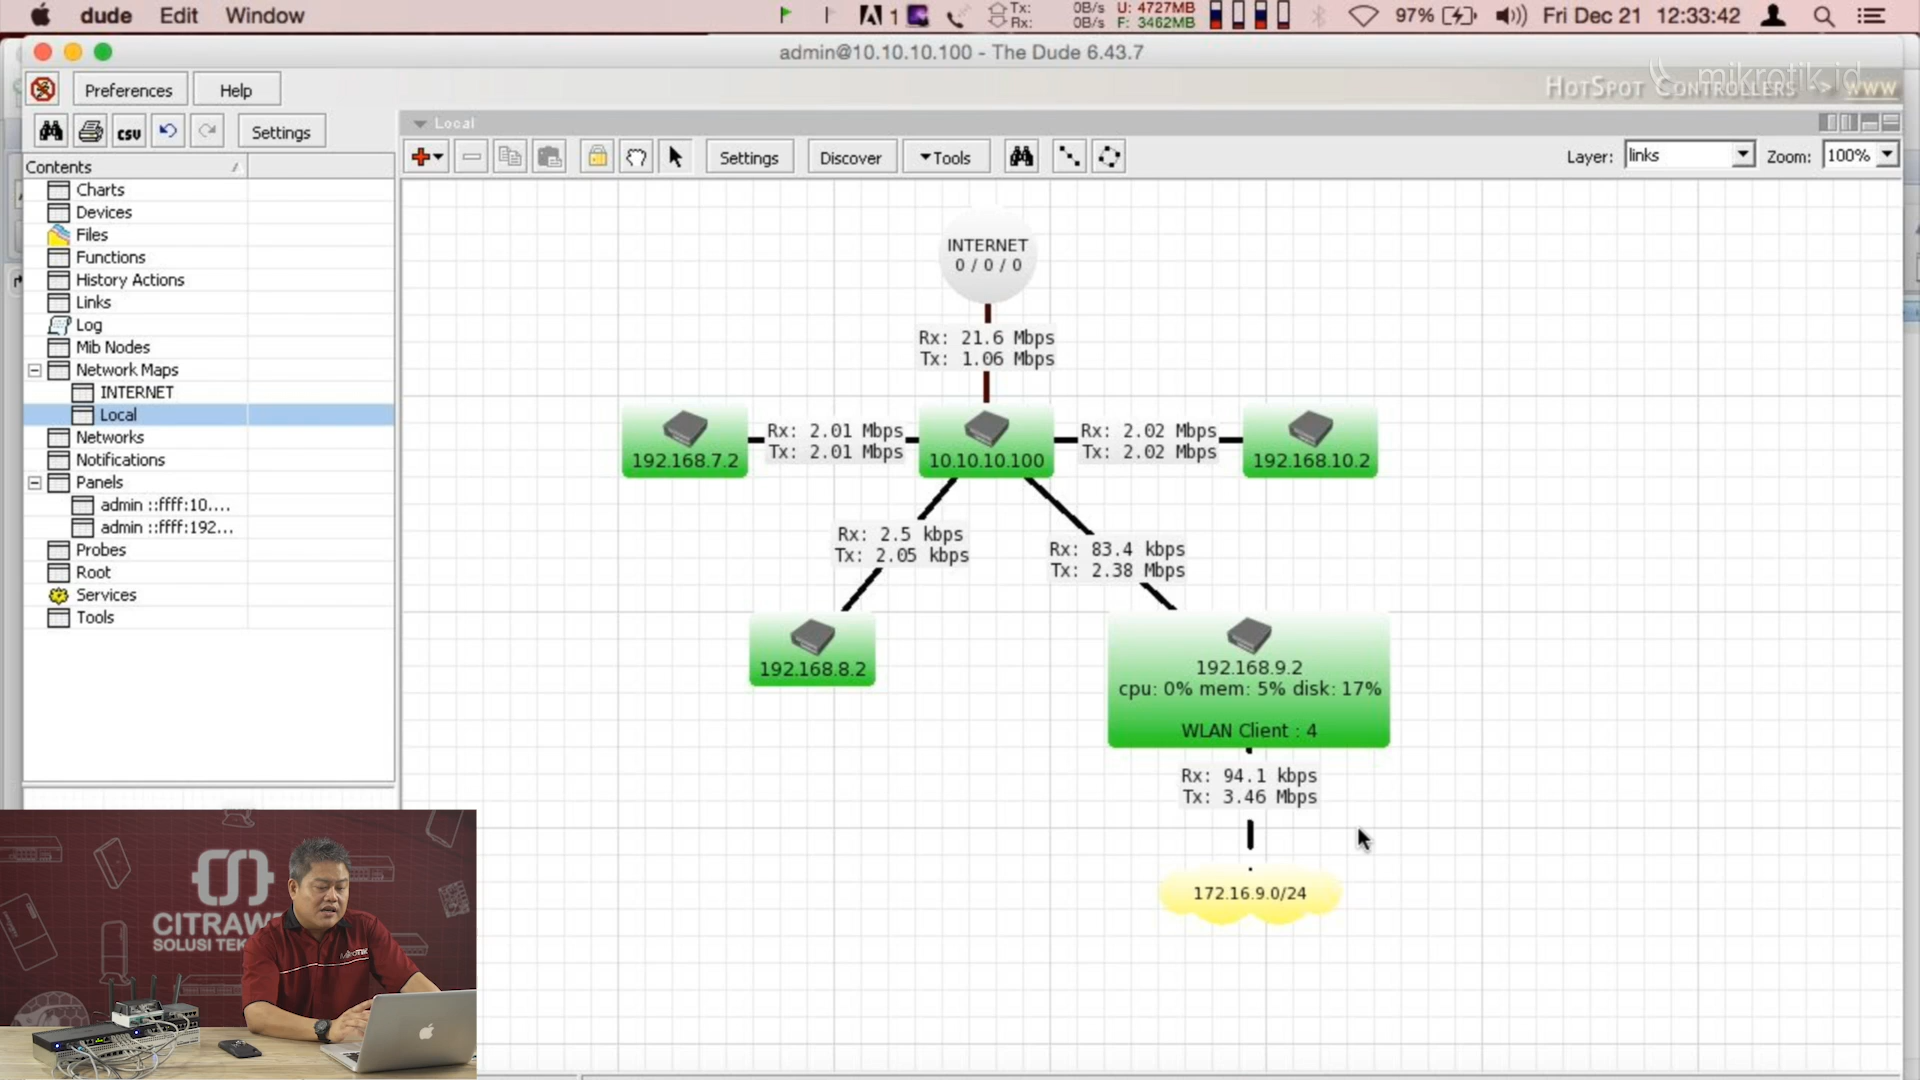 dude Edit Window
1 Tx: 0B/s U: 4727MB 97% Fri Dec 21 12:33:42
Rx: 0B/s F: 3462MB
admin@10.10.10.100 - The Dude 6.43.7
Preferences Help
HotSpot Controllers -> www
mikrotik.id
CSV Settings
Local
Settings Discover Tools Layer: links Zoom: 100%
Contents
Charts
Devices
Files
Functions
History Actions
Links
Log
Mib Nodes
Network Maps
INTERNET
Local
Networks
Notifications
Panels
admin ::ffff:10....
admin ::ffff:192...
Probes
Root
Services
Tools
INTERNET
0 / 0 / 0
Rx: 21.6 Mbps
Tx: 1.06 Mbps
192.168.7.2
Rx: 2.01 Mbps
Tx: 2.01 Mbps
10.10.10.100
Rx: 2.02 Mbps
Tx: 2.02 Mbps
192.168.10.2
Rx: 2.5 kbps
Tx: 2.05 kbps
Rx: 83.4 kbps
Tx: 2.38 Mbps
192.168.8.2
192.168.9.2
cpu: 0% mem: 5% disk: 17%
WLAN Client : 4
Rx: 94.1 kbps
Tx: 3.46 Mbps
172.16.9.0/24
CITRAWE
SOLUSI TEK
MikroTik